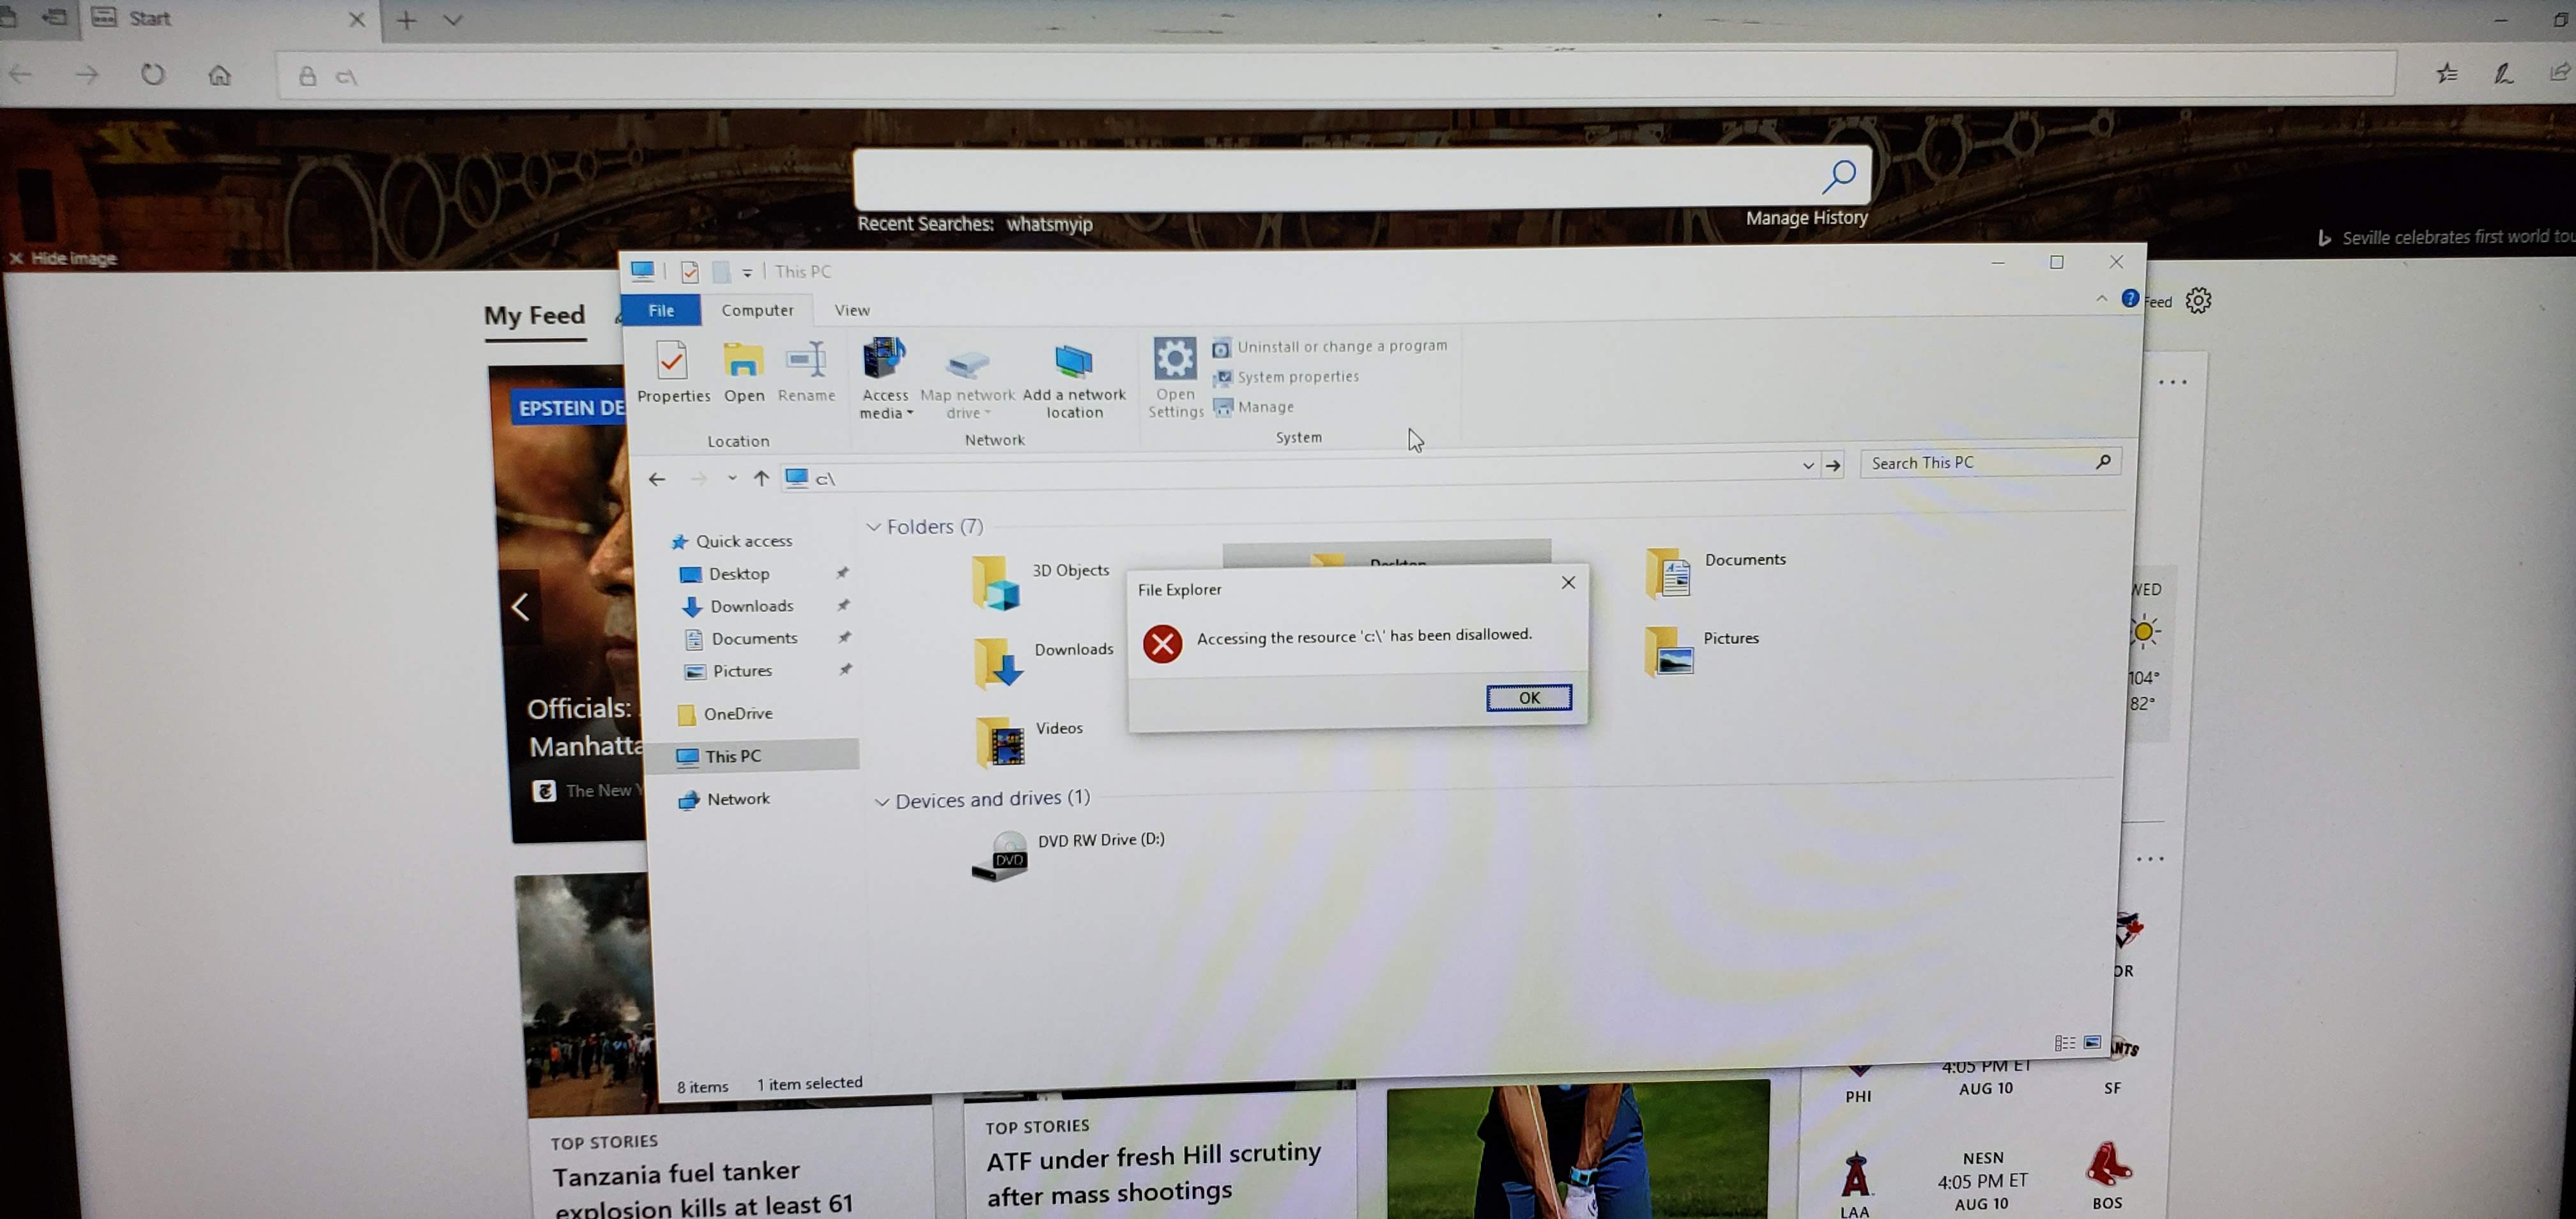 Start
c\
Recent Searches: whatsmyip
Manage History
Hide image
Seville celebrates first world tou
My Feed
Feed
This PC
File
Computer
View
Properties
Open
Rename
Access media
Map network drive
Add a network location
Open Settings
Uninstall or change a program
System properties
Manage
Location
Network
System
c\
Search This PC
Quick access
Desktop
Downloads
Documents
Pictures
OneDrive
This PC
Network
Folders (7)
3D Objects
Desktop
Documents
Downloads
Pictures
Videos
File Explorer
Accessing the resource 'c:\' has been disallowed.
OK
Devices and drives (1)
DVD RW Drive (D:)
DVD
8 items
1 item selected
EPSTEIN DE
Officials:
Manhatta
The New Y
WED
104°
82°
TOP STORIES
Tanzania fuel tanker
explosion kills at least 61
TOP STORIES
ATF under fresh Hill scrutiny
after mass shootings
PHI
4:05 PM ET
AUG 10
SF
LAA
NESN
4:05 PM ET
AUG 10
BOS